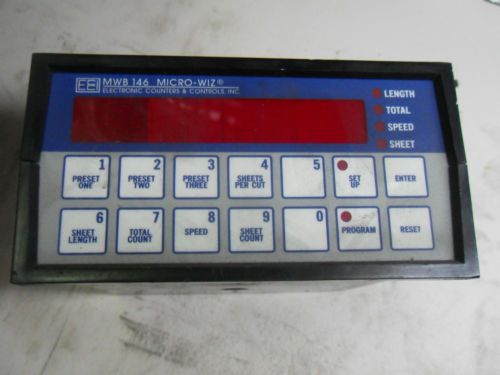 EEI MWB 146 MICRO-WIZ®
ELECTRONIC COUNTERS & CONTROLS, INC.
LENGTH
TOTAL
SPEED
SHEET
1 2 3 4 5
PRESET ONE PRESET TWO PRESET THREE SHEETS PER CUT SET UP ENTER
6 7 8 9 0
SHEET LENGTH TOTAL COUNT SPEED SHEET COUNT PROGRAM RESET